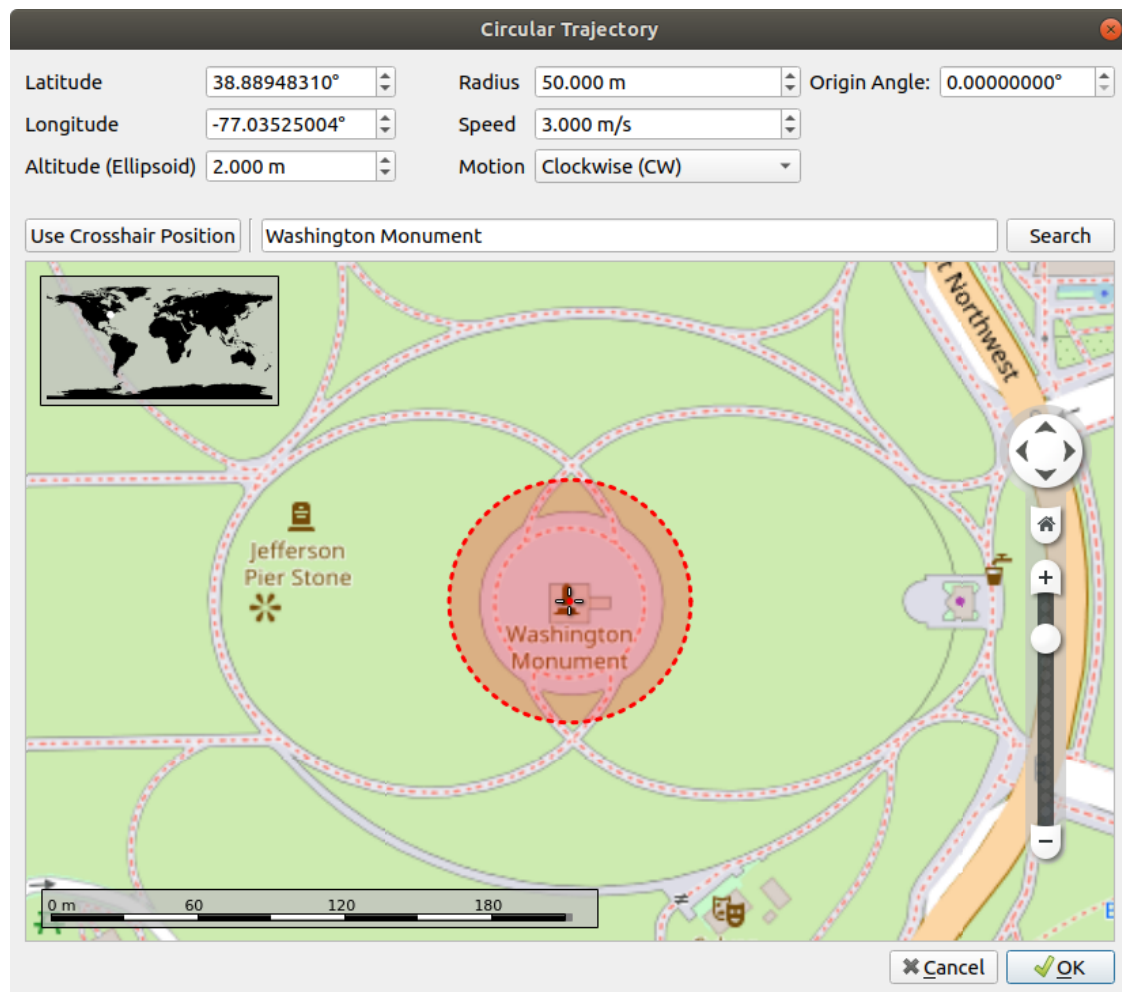 Circular Trajectory
Latitude 38.88948310° Radius 50.000 m Origin Angle: 0.00000000°
Longitude -77.03525004° Speed 3.000 m/s
Altitude (Ellipsoid) 2.000 m Motion Clockwise (CW)
Use Crosshair Position Washington Monument Search
Northwest
Jefferson
Pier Stone
Washington
Monument
0 m 60 120 180
Cancel OK